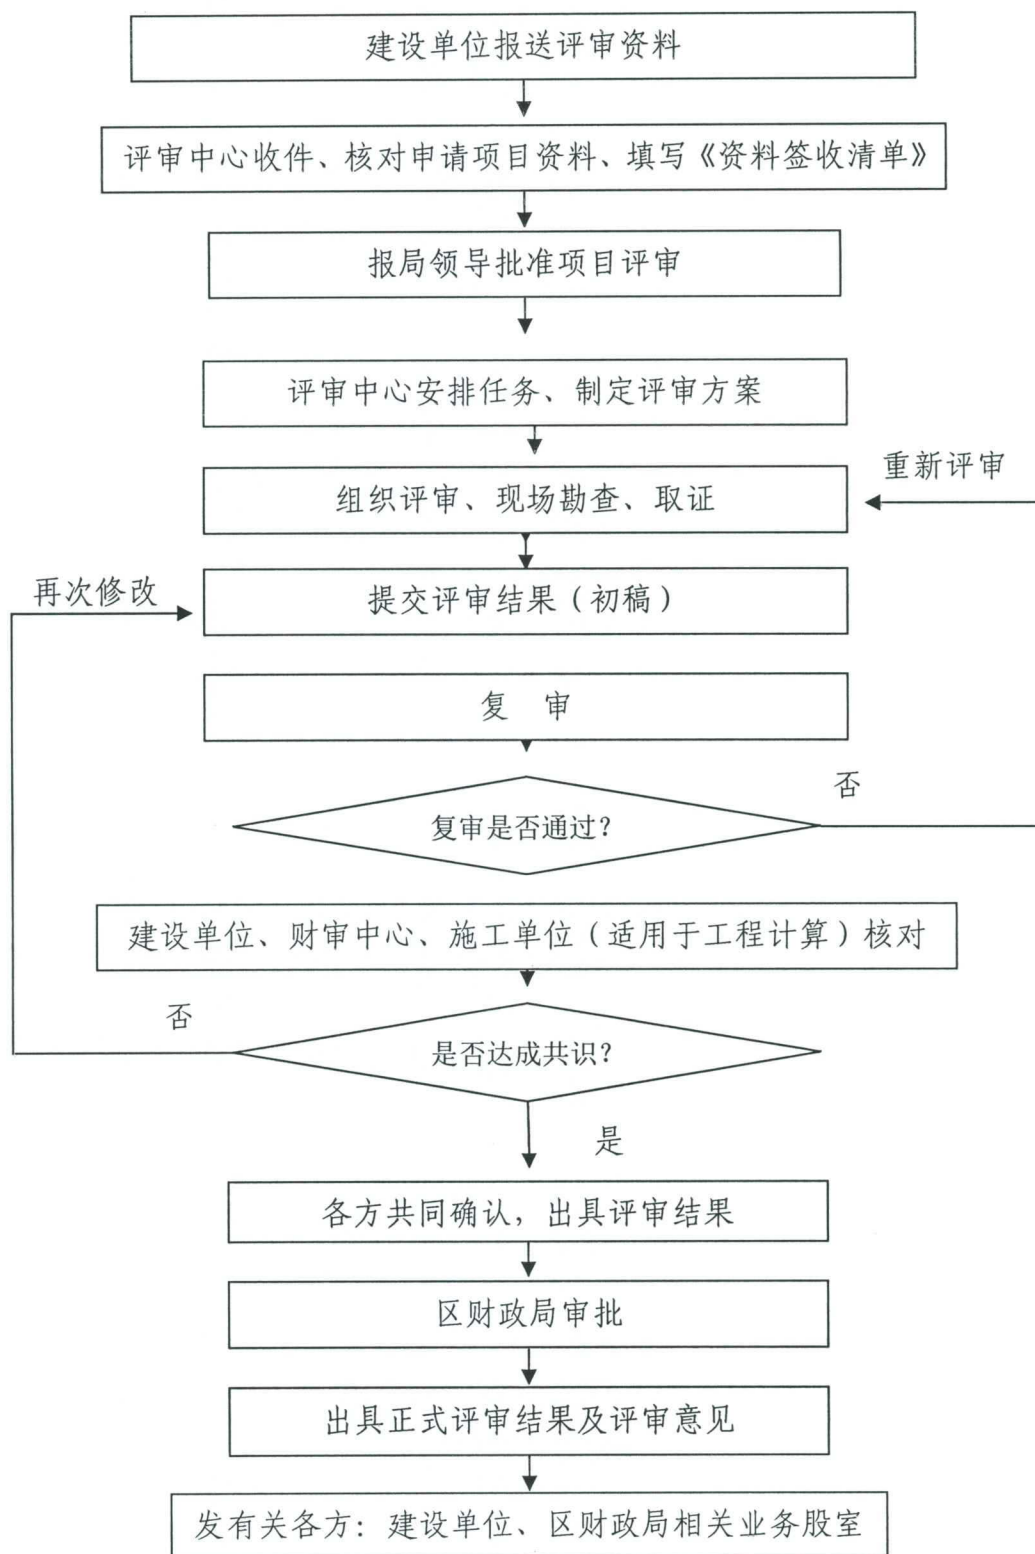 建设单位报送评审资料
评审中心收件、核对申请项目资料、填写《资料签收清单》
报局领导批准项目评审
评审中心安排任务、制定评审方案
重新评审
组织评审、现场勘查、取证
再次修改
提交评审结果（初稿）
复 审
否
复审是否通过？
建设单位、财审中心、施工单位（适用于工程计算）核对
否
是否达成共识？
是
各方共同确认，出具评审结果
区财政局审批
出具正式评审结果及评审意见
发有关各方：建设单位、区财政局相关业务股室